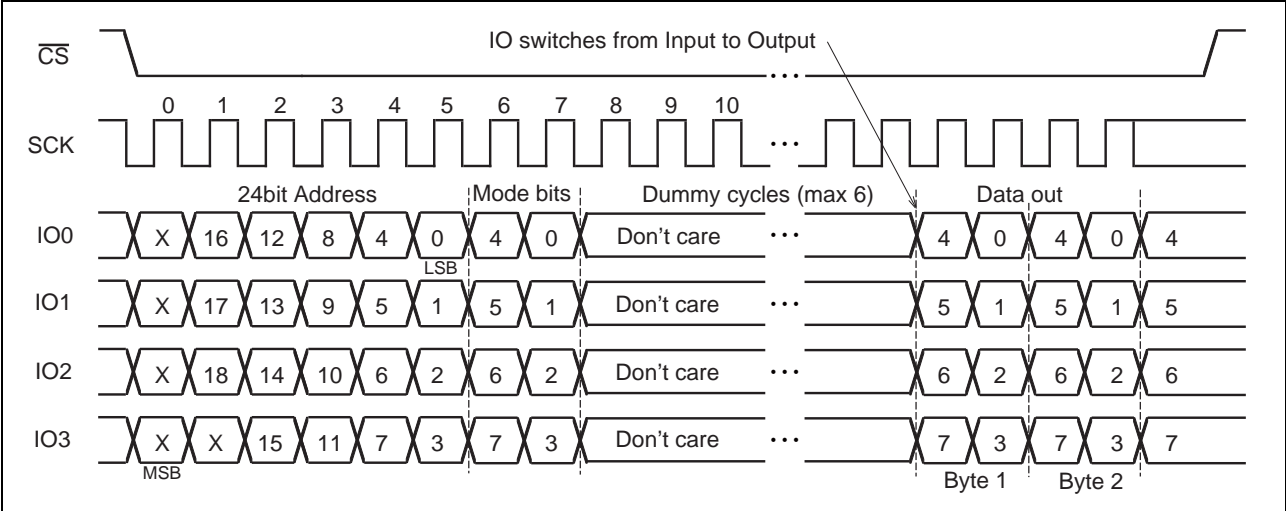 IO switches from Input to Output
CS
...
0 1 2 3 4 5 6 7 8 9 10
SCK
...
24bit Address Mode bits Dummy cycles (max 6) Data out
IO0 X 16 12 8 4 0 4 0 Don't care ... 4 0 4 0 4
LSB
IO1 X 17 13 9 5 1 5 1 Don't care ... 5 1 5 1 5
IO2 X 18 14 10 6 2 6 2 Don't care ... 6 2 6 2 6
IO3 X X 15 11 7 3 7 3 Don't care ... 7 3 7 3 7
MSB
Byte 1 Byte 2